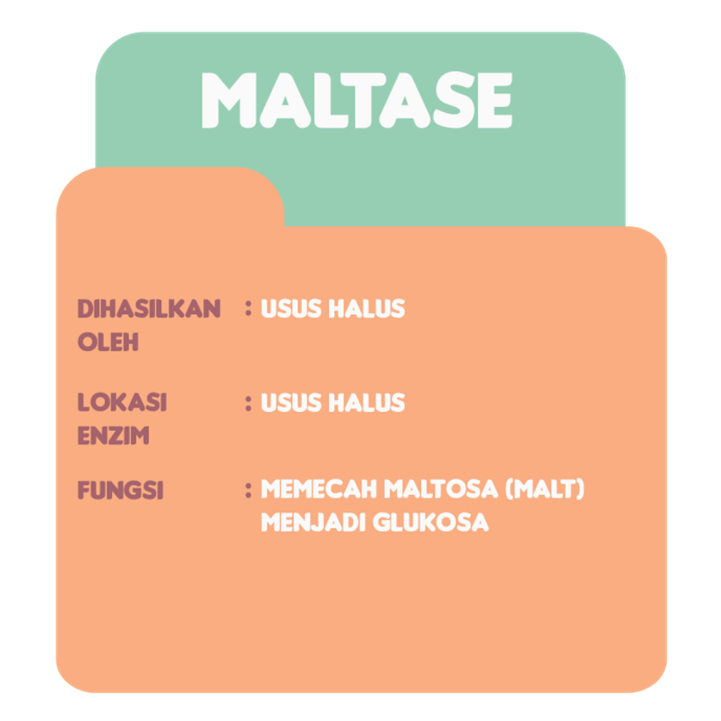 MALTASE
DIHASILKAN OLEH : USUS HALUS
LOKASI ENZIM : USUS HALUS
FUNGSI : MEMECAH MALTOSA (MALT)
MENJADI GLUKOSA